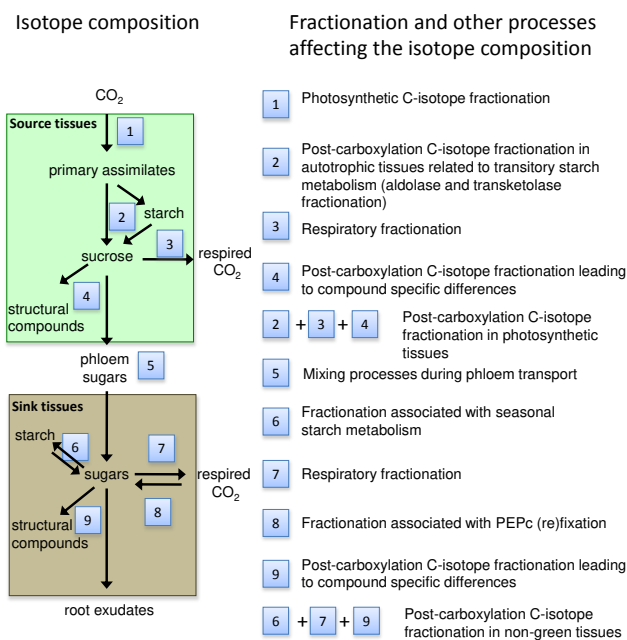 Isotope composition
CO2
Source tissues
1
primary assimilates
2
starch
3
sucrose
respired
CO2
4
structural
compounds
phloem
sugars
5
Sink tissues
starch
6
7
sugars
respired
CO2
8
structural
compounds
9
root exudates
Fractionation and other processes
affecting the isotope composition
1 Photosynthetic C-isotope fractionation
Post-carboxylation C-isotope fractionation in
2 autotrophic tissues related to transitory starch
metabolism (aldolase and transketolase
fractionation)
3 Respiratory fractionation
4 Post-carboxylation C-isotope fractionation leading
to compound specific differences
2 + 3 + 4 Post-carboxylation C-isotope
fractionation in photosynthetic
tissues
5 Mixing processes during phloem transport
6 Fractionation associated with seasonal
starch metabolism
7 Respiratory fractionation
8 Fractionation associated with PEPc (re)fixation
9 Post-carboxylation C-isotope fractionation leading
to compound specific differences
6 + 7 + 9 Post-carboxylation C-isotope
fractionation in non-green tissues